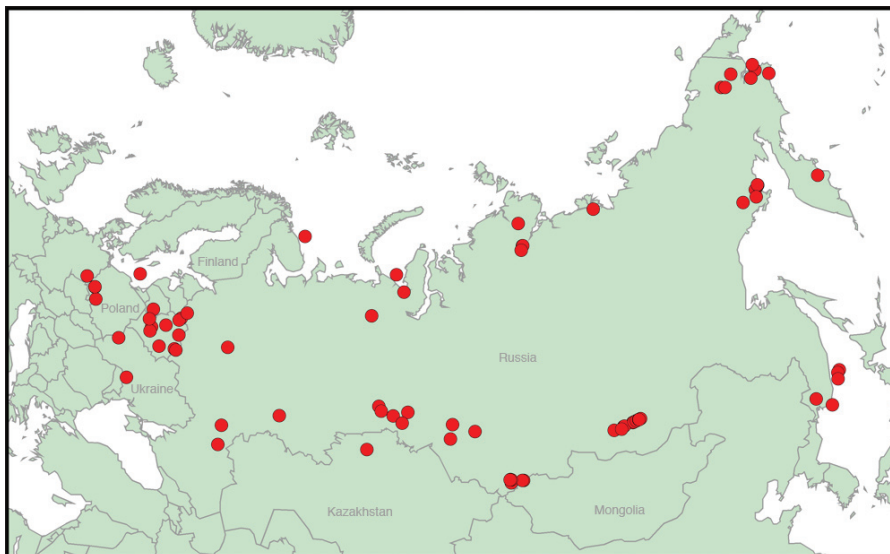 Finland
Poland
Russia
Ukraine
Kazakhstan
Mongolia